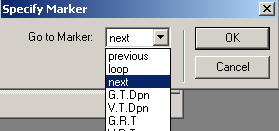 Specify Marker
Go to Marker: next OK
previous
loop
next
G.T.Dpn
V.T.Dpn
G.R.T
Cancel